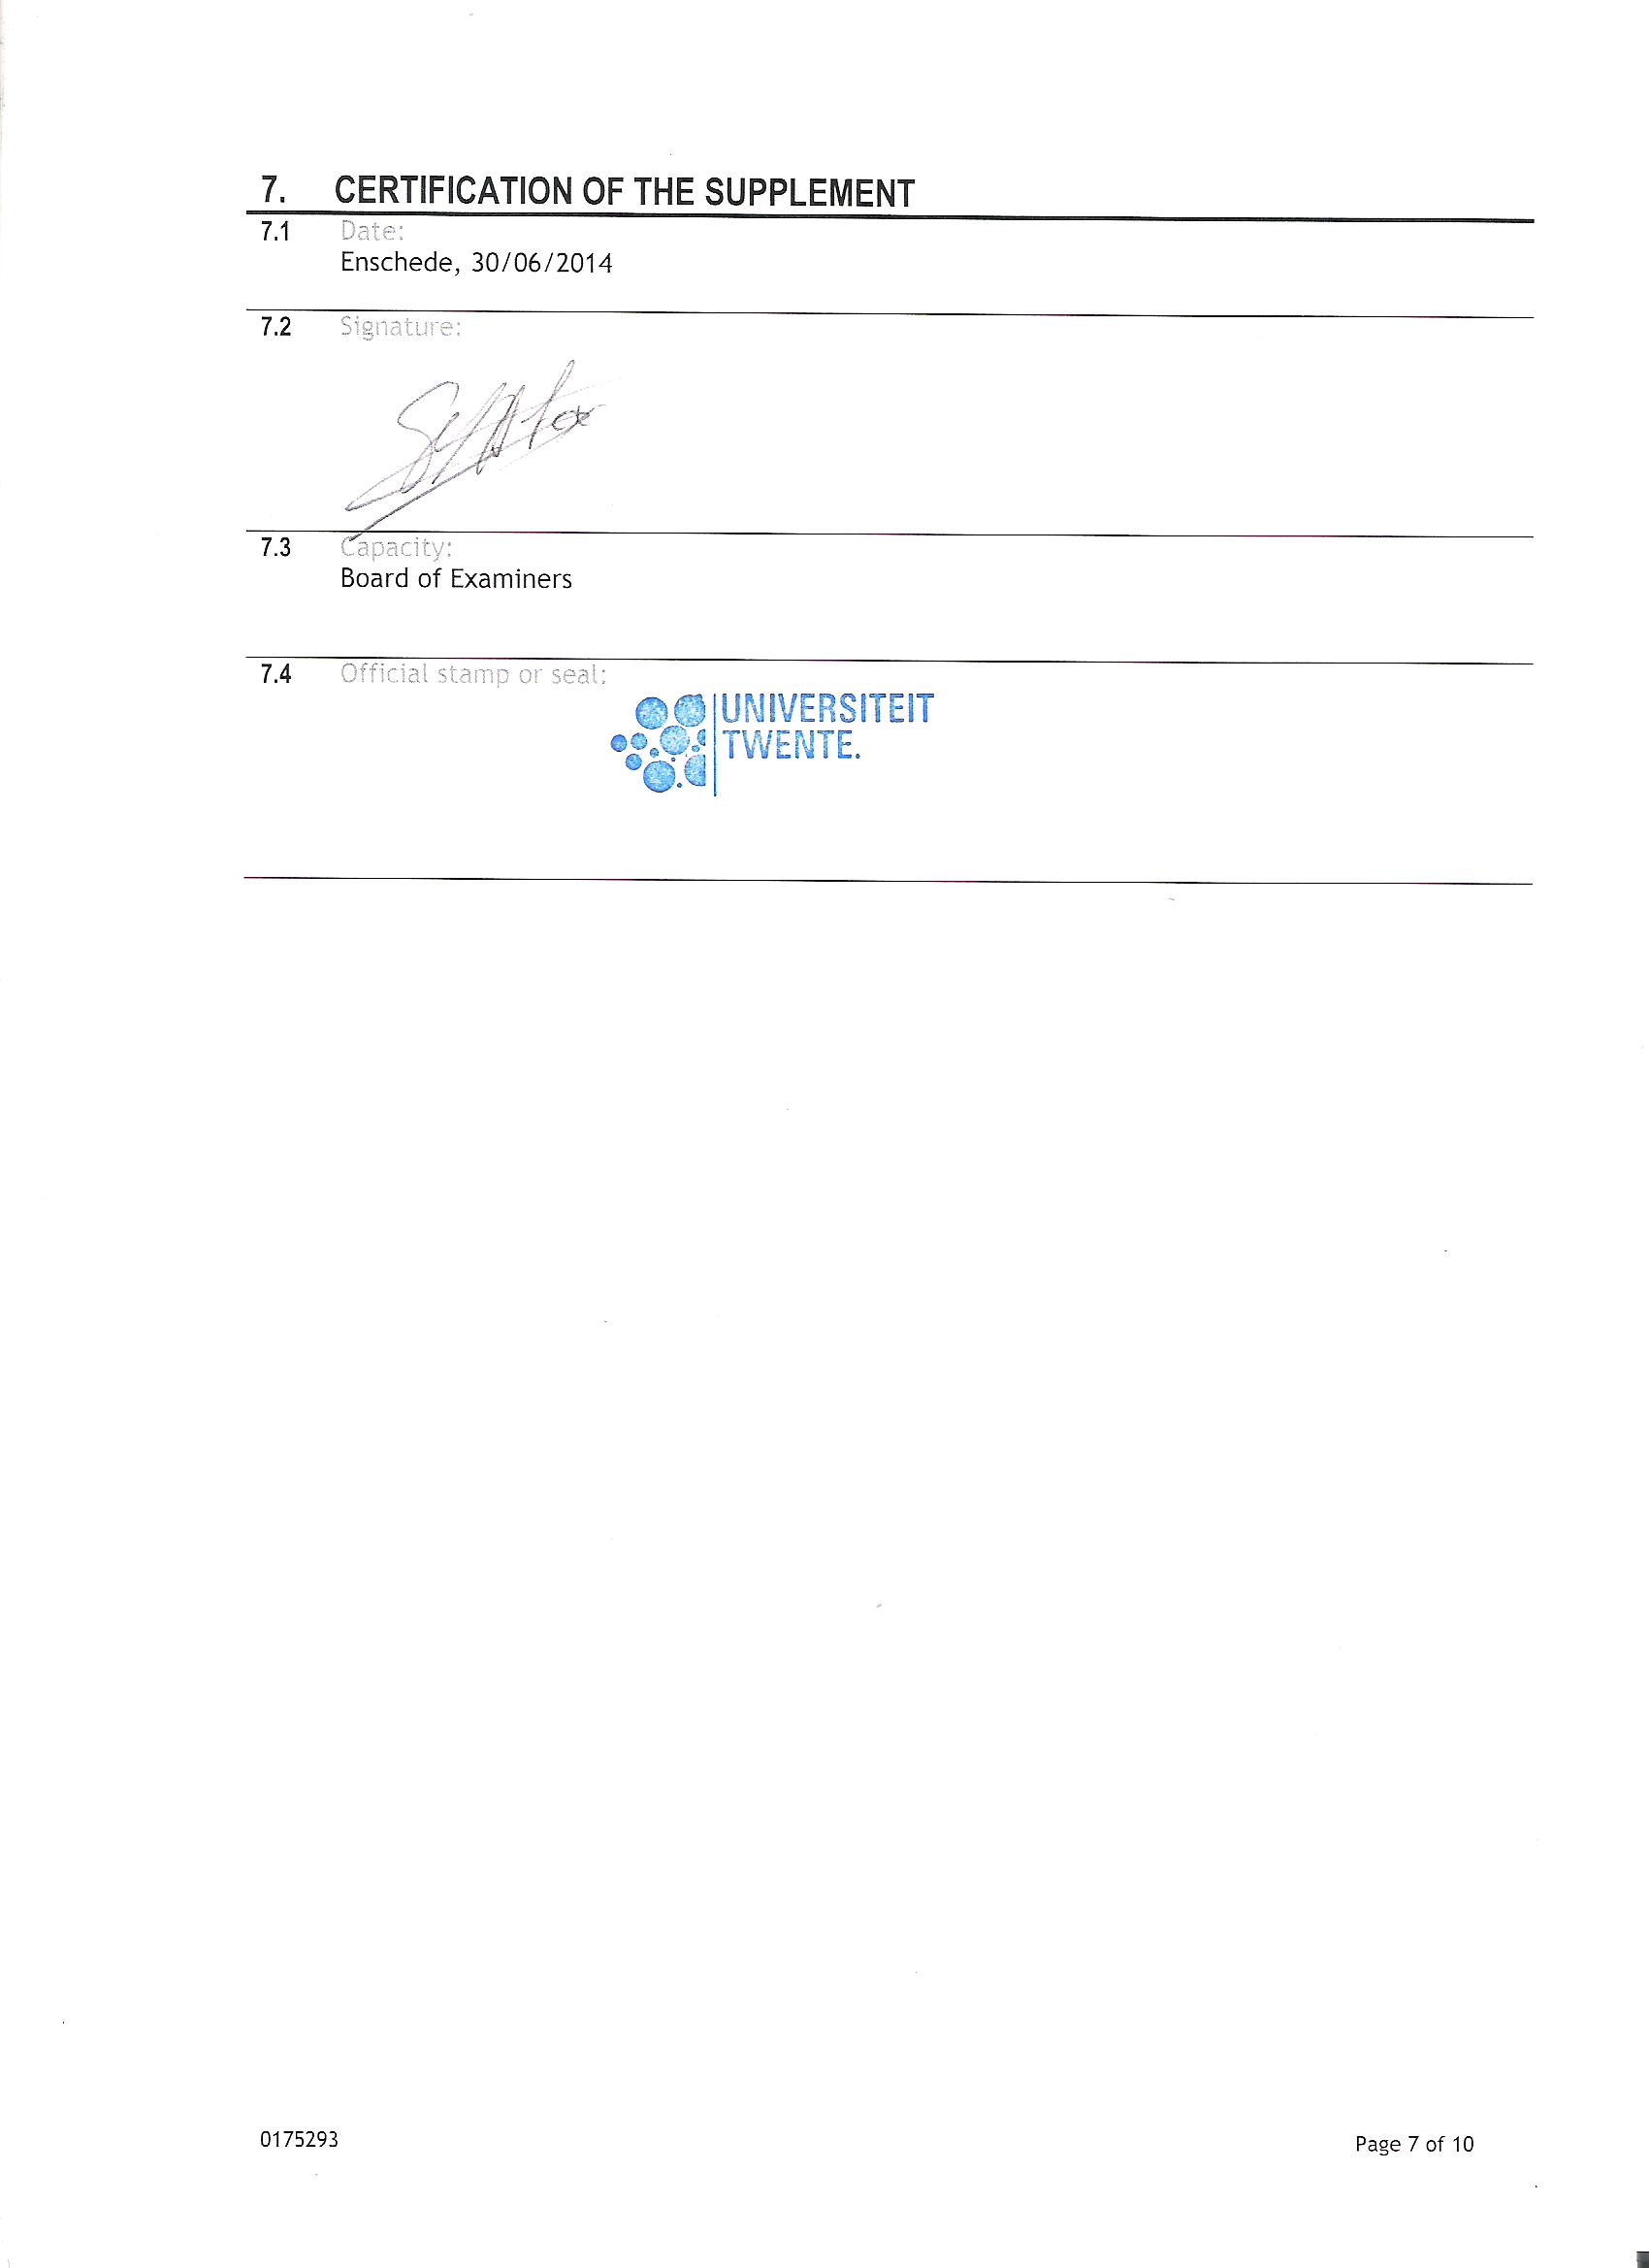 7. CERTIFICATION OF THE SUPPLEMENT
7.1 Date:
Enschede, 30/06/2014
7.2 Signature:
7.3 Capacity:
Board of Examiners
7.4 Official stamp or seal:
UNIVERSITEIT
TWENTE.
0175293 Page 7 of 10